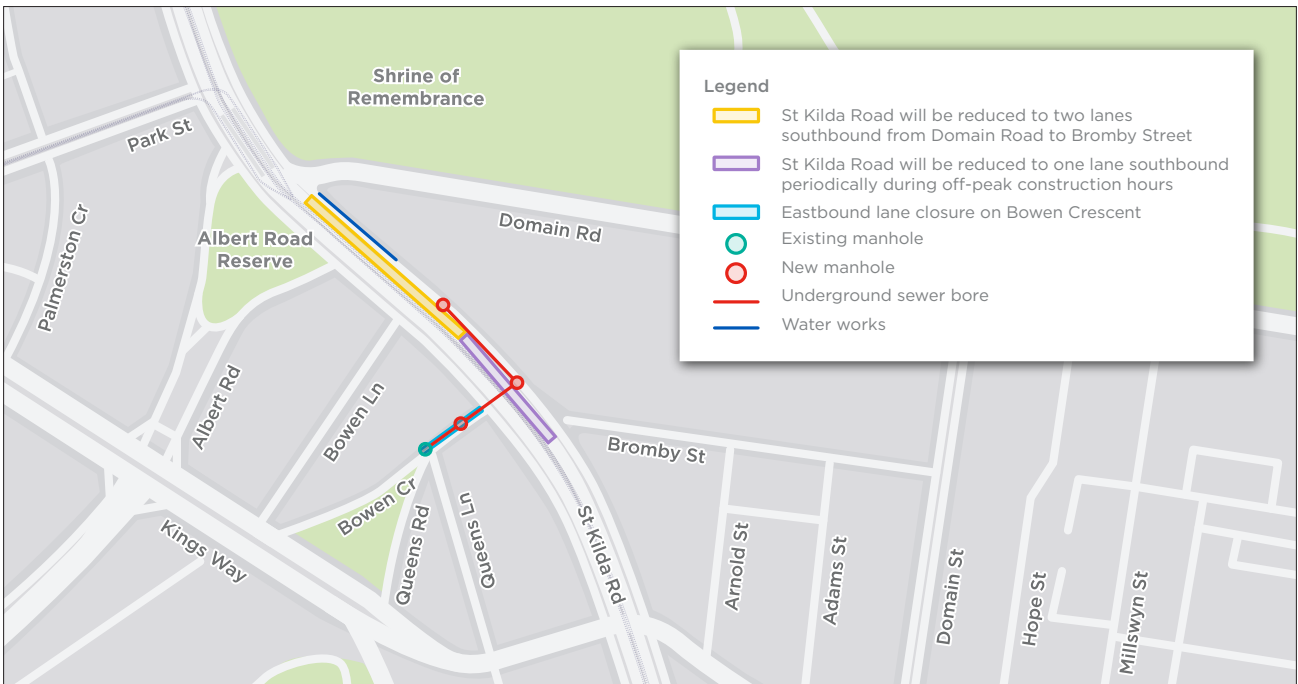 Shrine of
Remembrance
Park St
Palmerston Cr
Albert Road
Reserve
Domain Rd
Albert Rd
Bowen Ln
Bowen Cr
Kings Way
Queens Rd
Queens Ln
St Kilda Rd
Bromby St
Arnold St
Adams St
Domain St
Hope St
Millswyn St
Legend
St Kilda Road will be reduced to two lanes
southbound from Domain Road to Bromby Street
St Kilda Road will be reduced to one lane southbound
periodically during off-peak construction hours
Eastbound lane closure on Bowen Crescent
Existing manhole
New manhole
Underground sewer bore
Water works